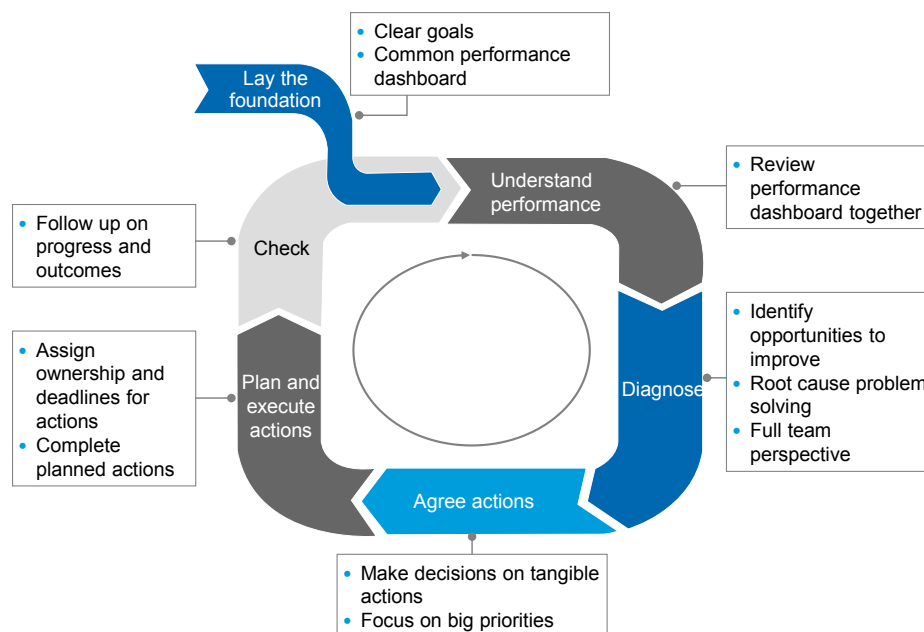 • Clear goals
• Common performance
dashboard
Lay the
foundation
Understand
performance
• Review
performance
dashboard together
• Follow up on
progress and
outcomes
Check
• Identify
opportunities to
improve
• Root cause problem
solving
• Full team
perspective
Diagnose
• Assign
ownership and
deadlines for
actions
• Complete
planned actions
Plan and
execute
actions
Agree actions
• Make decisions on tangible
actions
• Focus on big priorities